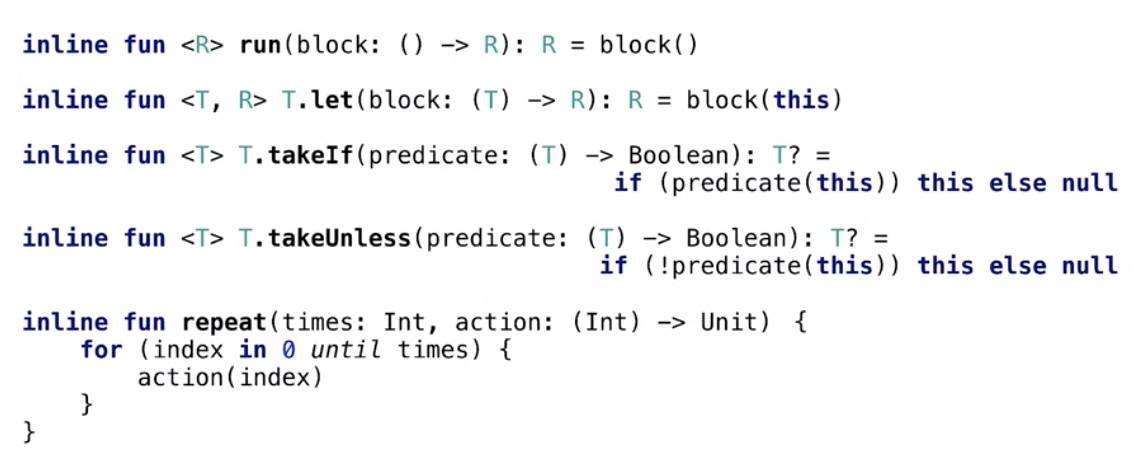 inline fun <R> run(block: () -> R): R = block()
inline fun <T, R> T.let(block: (T) -> R): R = block(this)
inline fun <T> T.takeIf(predicate: (T) -> Boolean): T? =
if (predicate(this)) this else null
inline fun <T> T.takeUnless(predicate: (T) -> Boolean): T? =
if (!predicate(this)) this else null
inline fun repeat(times: Int, action: (Int) -> Unit) {
for (index in 0 until times) {
action(index)
}
}